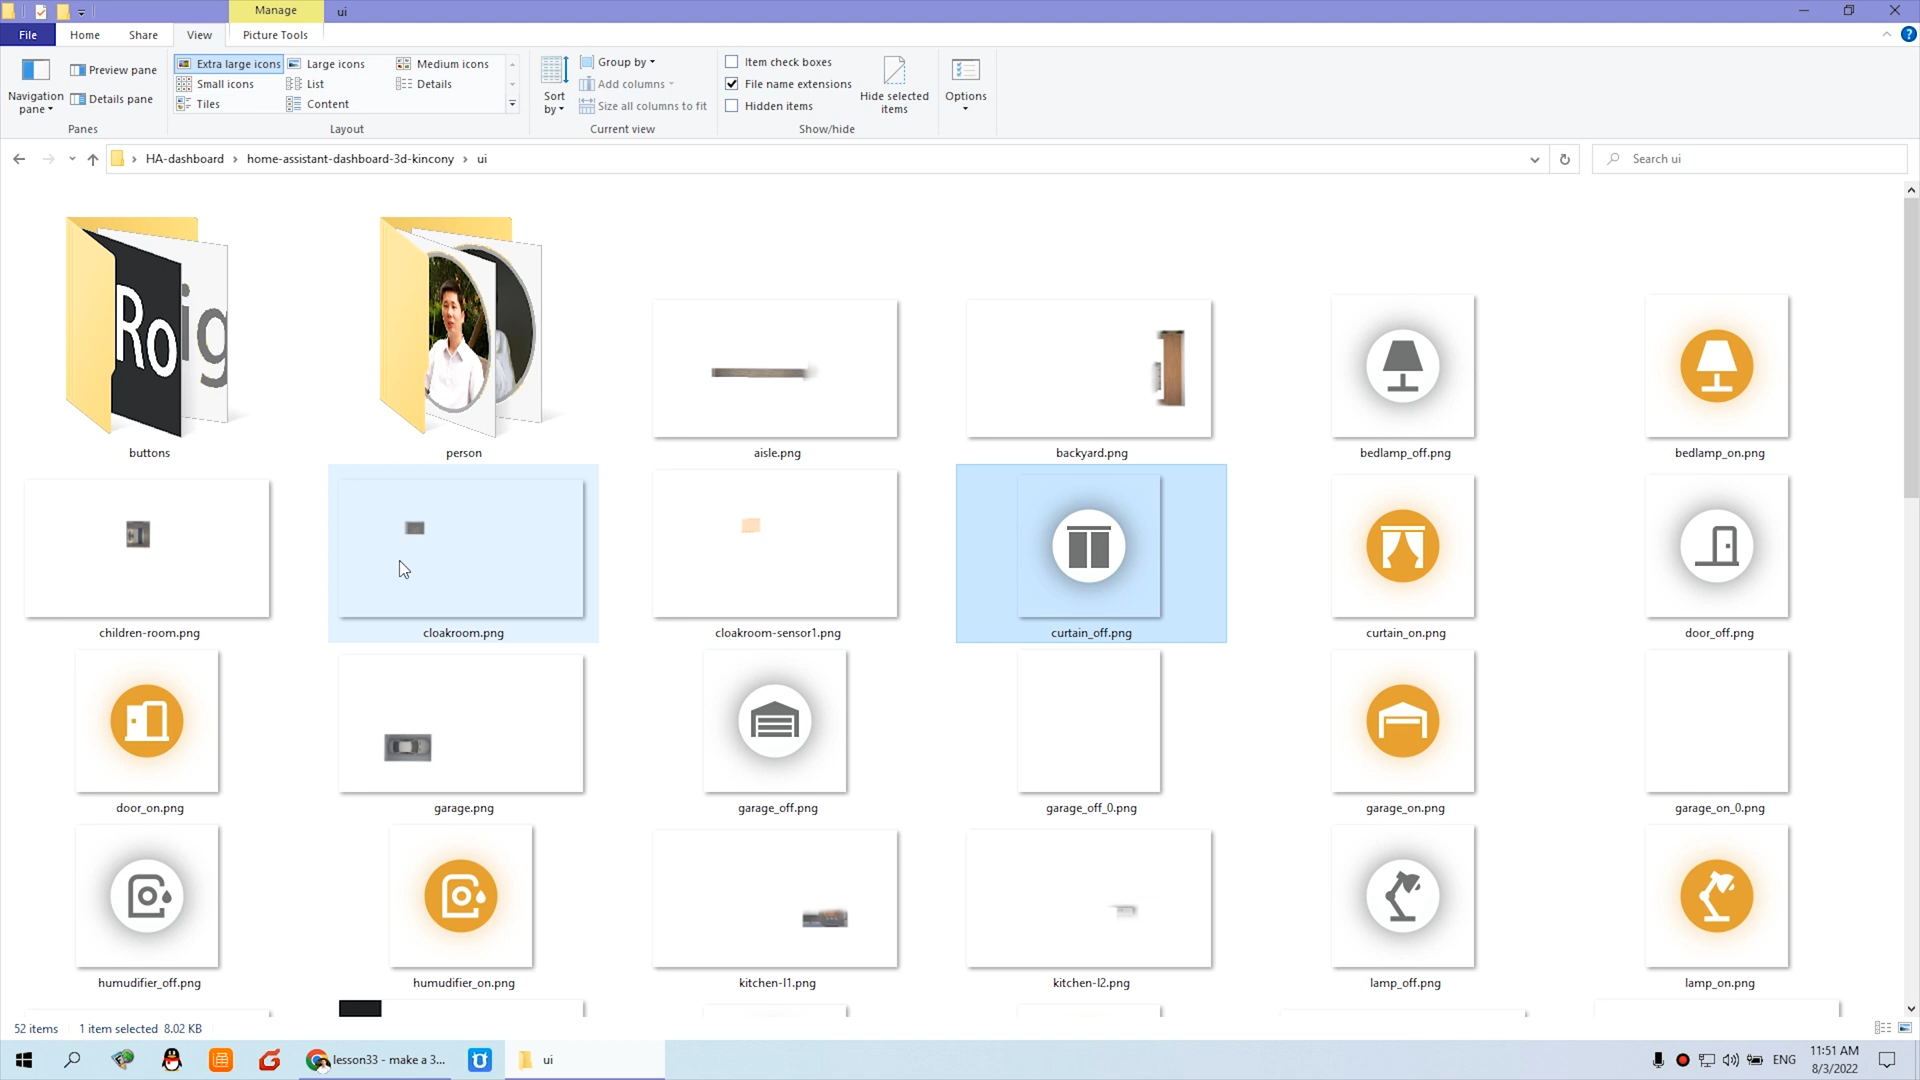 Manage
ui
File
Home
Share
View
Picture Tools
Navigation pane
Preview pane
Details pane
Panes
Extra large icons
Large icons
Medium icons
Small icons
List
Details
Tiles
Content
Layout
Sort by
Group by
Add columns
Size all columns to fit
Current view
Item check boxes
File name extensions
Hidden items
Hide selected items
Show/hide
Options
HA-dashboard
home-assistant-dashboard-3d-kincony
ui
Search ui
Ro
ig
buttons
person
aisle.png
backyard.png
bedlamp_off.png
bedlamp_on.png
children-room.png
cloakroom.png
cloakroom-sensor1.png
curtain_off.png
curtain_on.png
door_off.png
door_on.png
garage.png
garage_off.png
garage_off_0.png
garage_on.png
garage_on_0.png
humudifier_off.png
humudifier_on.png
kitchen-l1.png
kitchen-l2.png
lamp_off.png
lamp_on.png
52 items
1 item selected 8.02 KB
lesson33 - make a 3...
ui
ENG
11:51 AM
8/3/2022